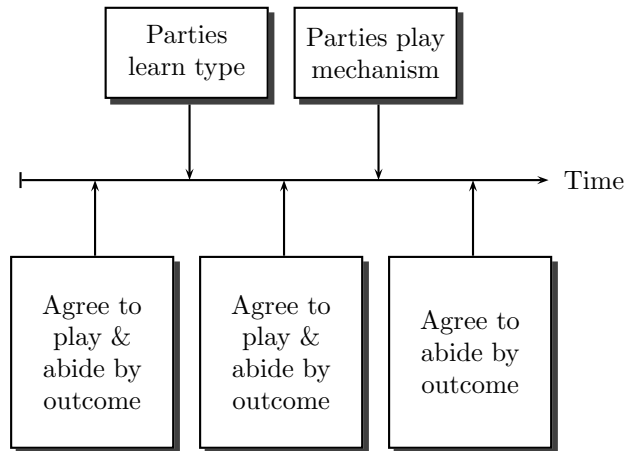 Parties
learn type
Parties play
mechanism
Time
Agree to
play &
abide by
outcome
Agree to
play &
abide by
outcome
Agree to
abide by
outcome